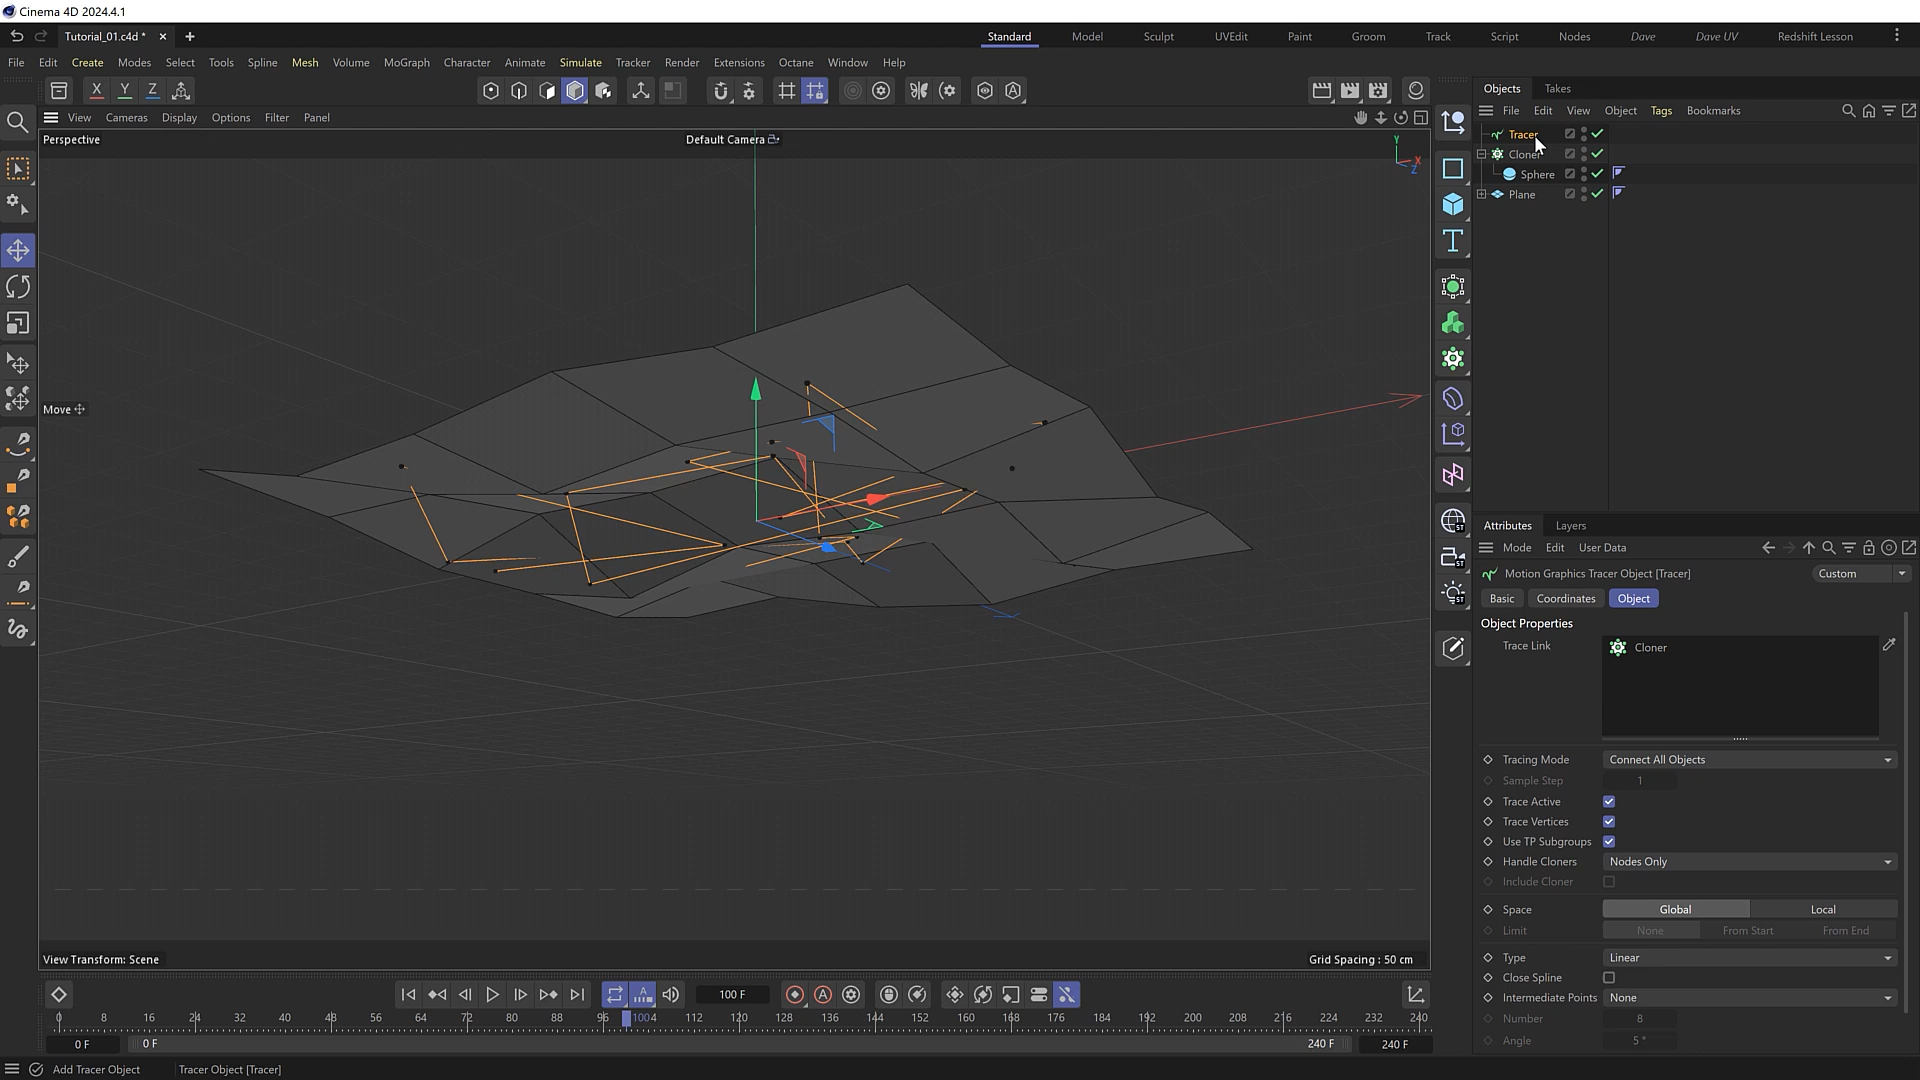 Cinema 4D 2024.4.1
Tutorial_01.c4d *
Standard Model Sculpt UVEdit Paint Groom Track Script Nodes Dave Dave UV Redshift Lesson
File Edit Create Modes Select Tools Spline Mesh Volume MoGraph Character Animate Simulate Tracker Render Extensions Octane Window Help
X Y Z
Objects Takes
File Edit View Object Tags Bookmarks
View Cameras Display Options Filter Panel
Perspective
Default Camera
Y
X
Z
Tracer
Cloner
Sphere
Plane
Move
Attributes Layers
Mode Edit User Data
Motion Graphics Tracer Object [Tracer]
Custom
Basic Coordinates Object
Object Properties
Trace Link Cloner
Tracing Mode Connect All Objects
Sample Step 1
Trace Active
Trace Vertices
Use TP Subgroups
Handle Cloners Nodes Only
Include Cloner
Space Global Local
Limit None From Start From End
Type Linear
Close Spline
Intermediate Points None
Number 8
Angle 5 °
ST
ST
ST
View Transform: Scene
Grid Spacing : 50 cm
100 F
0 8 16 24 32 40 48 56 64 72 80 88 96 1004 112 120 128 136 144 152 160 168 176 184 192 200 208 216 224 232 240
0 F 0 F 240 F 240 F
Add Tracer Object Tracer Object [Tracer]